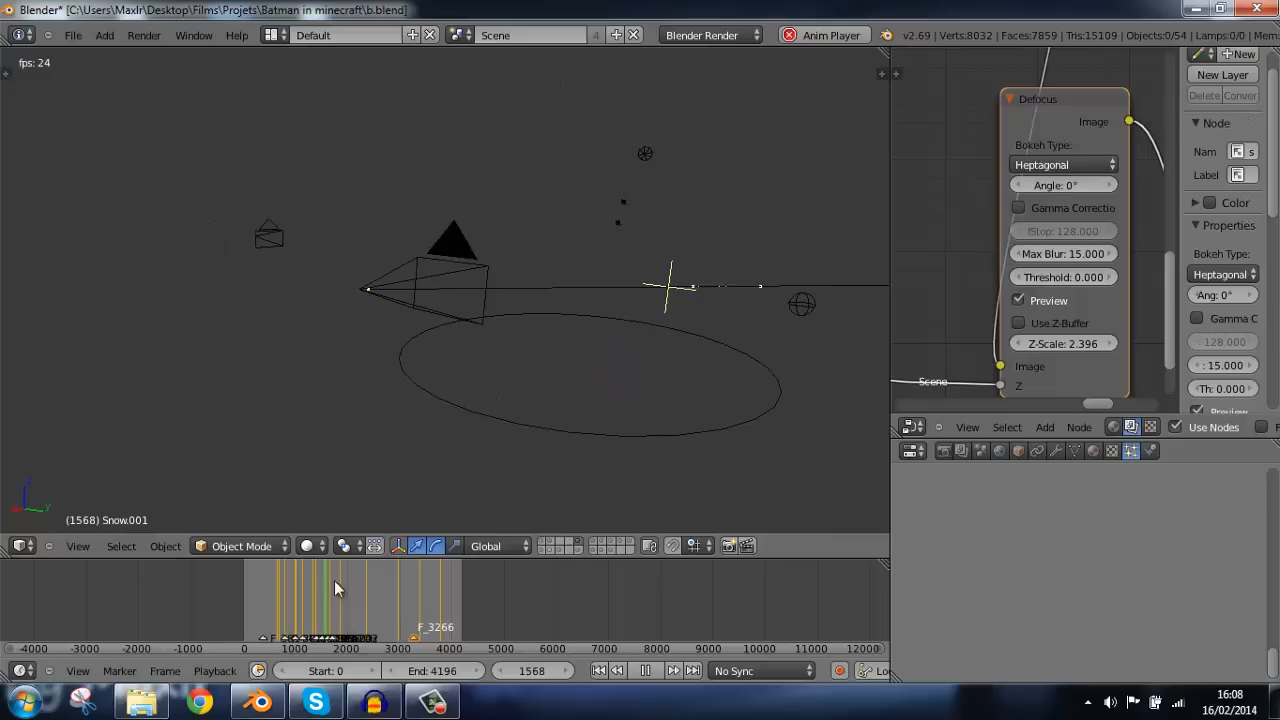 Blender* [C:\Users\Maxlr\Desktop\Films\Projets\Batman in minecraft\b.blend]
File Add Render Window Help Default Scene 4 Blender Render Anim Player v2.69 | Verts:8032 | Faces:7859 | Tris:15109 | Objects:0/54 | Lamps:0/0 | Mem:
fps: 24
New
New Layer
Delete Conver
Defocus
Image
Bokeh Type:
Heptagonal
Angle: 0°
Gamma Correctio
fStop: 128.000
Max Blur: 15.000
Threshold: 0.000
Preview
Use Z-Buffer
Z-Scale: 2.396
Image
Scene
Z
Node
Nam s
Label
Color
Properties
Bokeh Type:
Heptagonal
Ang: 0°
Gamma C
128.000
: 15.000
Th: 0.000
Preview
View Select Add Node Use Nodes
z
y
(1568) Snow.001
View Select Object Object Mode Global
F_3266
-4000 -3000 -2000 -1000 0 1000 2000 3000 4000 5000 6000 7000 8000 9000 10000 11000 12000
View Marker Frame Playback Start: 0 End: 4196 1568 No Sync
16:08
16/02/2014